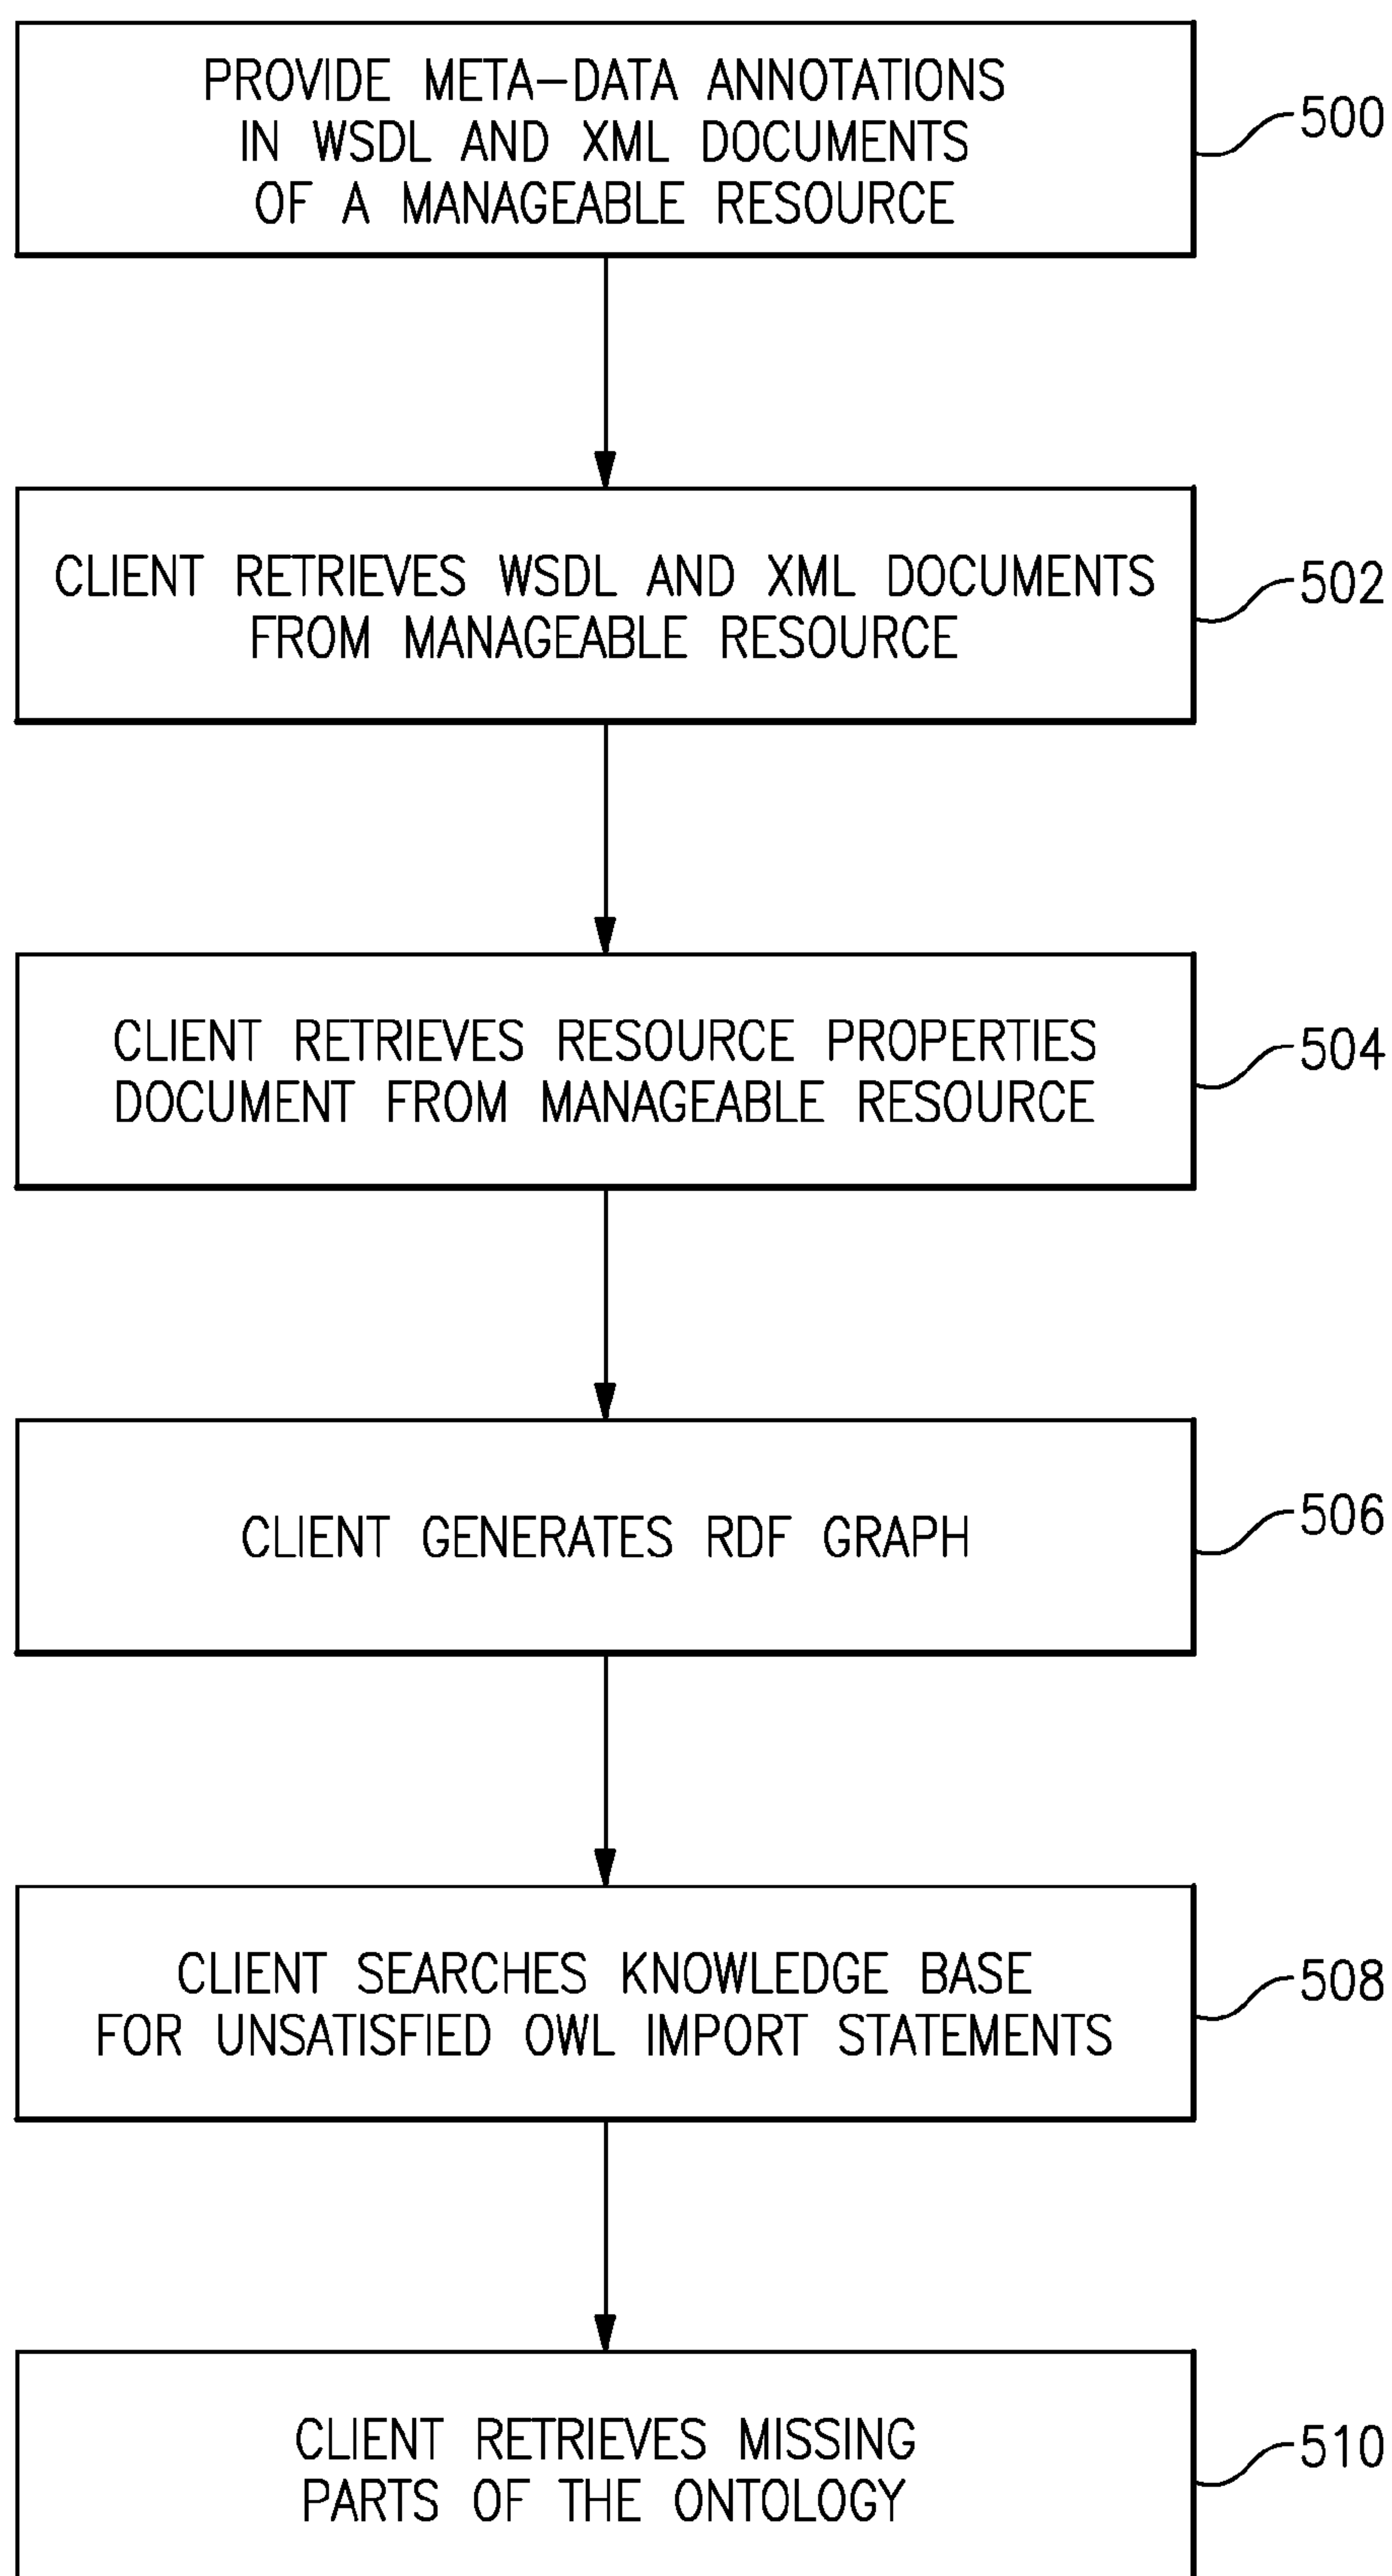 PROVIDE META-DATA ANNOTATIONS
IN WSDL AND XML DOCUMENTS
OF A MANAGEABLE RESOURCE
500
CLIENT RETRIEVES WSDL AND XML DOCUMENTS
FROM MANAGEABLE RESOURCE
502
CLIENT RETRIEVES RESOURCE PROPERTIES
DOCUMENT FROM MANAGEABLE RESOURCE
504
CLIENT GENERATES RDF GRAPH
506
CLIENT SEARCHES KNOWLEDGE BASE
FOR UNSATISFIED OWL IMPORT STATEMENTS
508
CLIENT RETRIEVES MISSING
PARTS OF THE ONTOLOGY
510